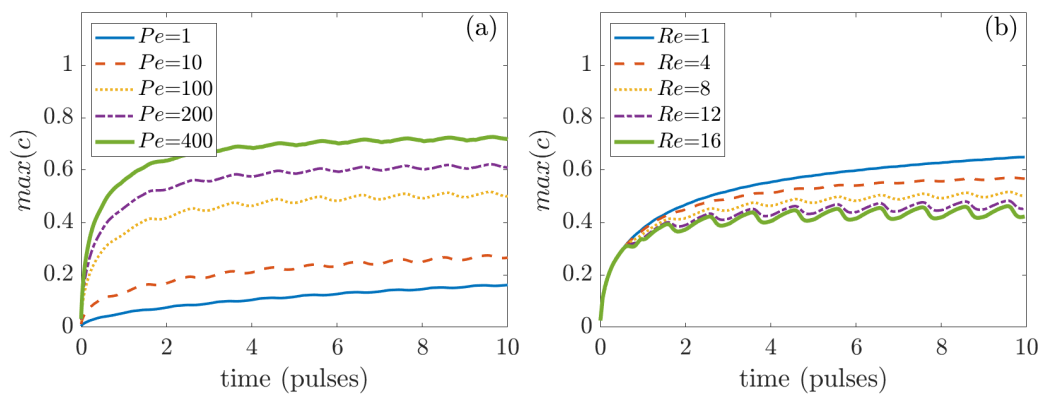 (a)
Pe=1
Pe=10
Pe=100
Pe=200
Pe=400
max(c)
1
0.8
0.6
0.4
0.2
0
0 2 4 6 8 10
time (pulses)
(b)
Re=1
Re=4
Re=8
Re=12
Re=16
max(c)
1
0.8
0.6
0.4
0.2
0
0 2 4 6 8 10
time (pulses)